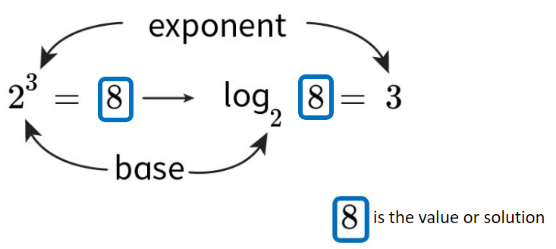 exponent
2³ = 8 → log₂ 8 = 3
base
8 is the value or solution